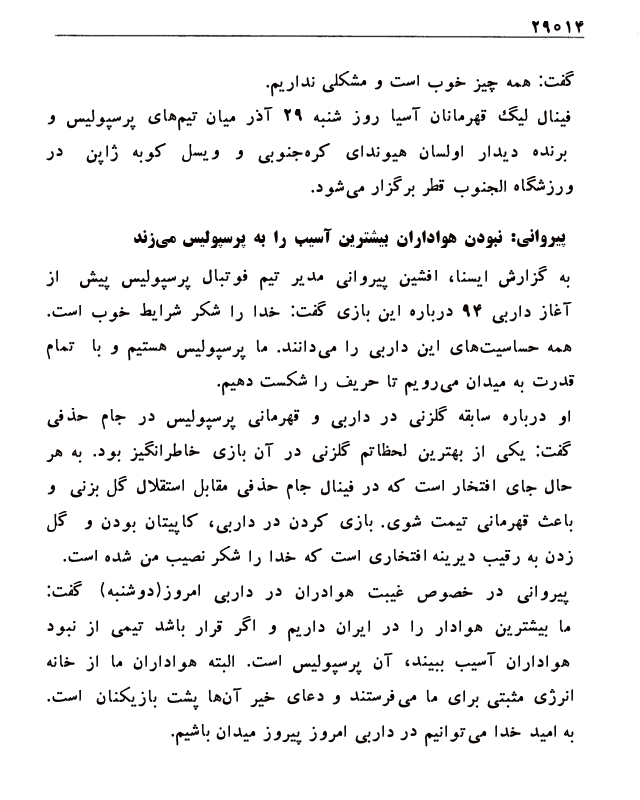 ۲۹۰۱۴
گفت: همه چیز خوب است و مشکلی نداریم.
فینال لیگ قهرمانان آسیا روز شنبه ۲۹ آذر میان تیم‌های پرسپولیس و
برنده دیدار اولسان هیوندای کره‌جنوبی و ویسل کوبه ژاپن در
ورزشگاه الجنوب قطر برگزار می‌شود.
پیروانی: نبودن هواداران بیشترین آسیب را به پرسپولیس می‌زند
به گزارش ایسنا، افشین پیروانی مدیر تیم فوتبال پرسپولیس پیش از
آغاز داربی ۹۴ درباره این بازی گفت: خدا را شکر شرایط خوب است.
همه حساسیت‌های این داربی را می‌دانند. ما پرسپولیس هستیم و با تمام
قدرت به میدان می‌رویم تا حریف را شکست دهیم.
او درباره سابقه گلزنی در داربی و قهرمانی پرسپولیس در جام حذفی
گفت: یکی از بهترین لحظاتم گلزنی در آن بازی خاطرانگیز بود. به هر
حال جای افتخار است که در فینال جام حذفی مقابل استقلال گل بزنی و
باعث قهرمانی تیمت شوی. بازی کردن در داربی، کاپیتان بودن و گل
زدن به رقیب دیرینه افتخاری است که خدا را شکر نصیب من شده است.
پیروانی در خصوص غیبت هوادران در داربی امروز(دوشنبه) گفت:
ما بیشترین هوادار را در ایران داریم و اگر قرار باشد تیمی از نبود
هواداران آسیب ببیند، آن پرسپولیس است. البته هواداران ما از خانه
انرژی مثبتی برای ما می‌فرستند و دعای خیر آن‌ها پشت بازیکنان است.
به امید خدا می‌توانیم در داربی امروز پیروز میدان باشیم.